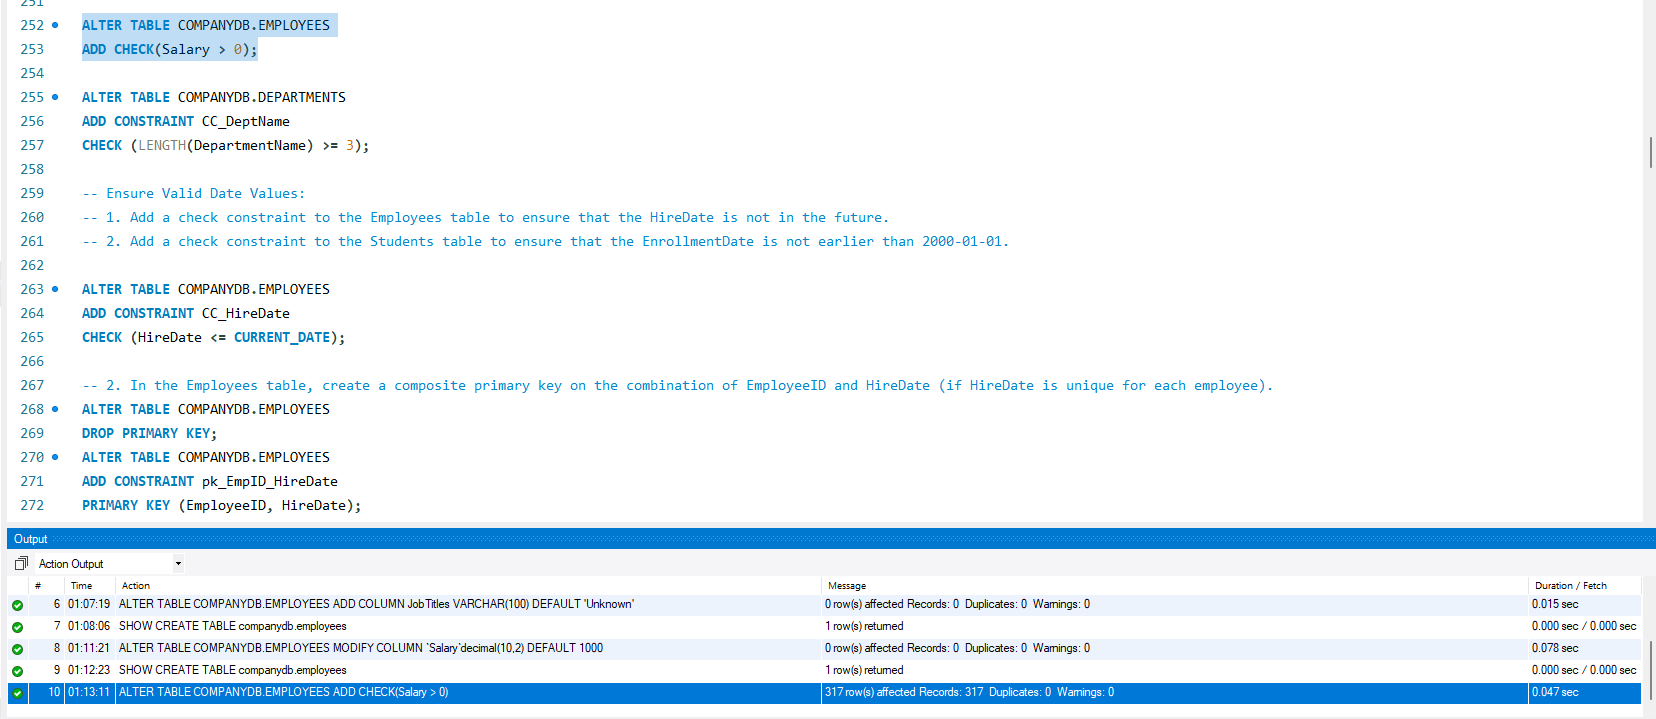 251
252 ALTER TABLE COMPANYDB.EMPLOYEES
253 ADD CHECK(Salary > 0);
254
255 ALTER TABLE COMPANYDB.DEPARTMENTS
256 ADD CONSTRAINT CC_DeptName
257 CHECK (LENGTH(DepartmentName) >= 3);
258
259 -- Ensure Valid Date Values:
260 -- 1. Add a check constraint to the Employees table to ensure that the HireDate is not in the future.
261 -- 2. Add a check constraint to the Students table to ensure that the EnrollmentDate is not earlier than 2000-01-01.
262
263 ALTER TABLE COMPANYDB.EMPLOYEES
264 ADD CONSTRAINT CC_HireDate
265 CHECK (HireDate <= CURRENT_DATE);
266
267 -- 2. In the Employees table, create a composite primary key on the combination of EmployeeID and HireDate (if HireDate is unique for each employee).
268 ALTER TABLE COMPANYDB.EMPLOYEES
269 DROP PRIMARY KEY;
270 ALTER TABLE COMPANYDB.EMPLOYEES
271 ADD CONSTRAINT pk_EmpID_HireDate
272 PRIMARY KEY (EmployeeID, HireDate);
Output
Action Output
# Time Action Message Duration / Fetch
6 01:07:19 ALTER TABLE COMPANYDB.EMPLOYEES ADD COLUMN JobTitles VARCHAR(100) DEFAULT 'Unknown' 0 row(s) affected Records: 0 Duplicates: 0 Warnings: 0 0.015 sec
7 01:08:06 SHOW CREATE TABLE companydb.employees 1 row(s) returned 0.000 sec / 0.000 sec
8 01:11:21 ALTER TABLE COMPANYDB.EMPLOYEES MODIFY COLUMN `Salary`decimal(10,2) DEFAULT 1000 0 row(s) affected Records: 0 Duplicates: 0 Warnings: 0 0.078 sec
9 01:12:23 SHOW CREATE TABLE companydb.employees 1 row(s) returned 0.000 sec / 0.000 sec
10 01:13:11 ALTER TABLE COMPANYDB.EMPLOYEES ADD CHECK(Salary > 0) 317 row(s) affected Records: 317 Duplicates: 0 Warnings: 0 0.047 sec